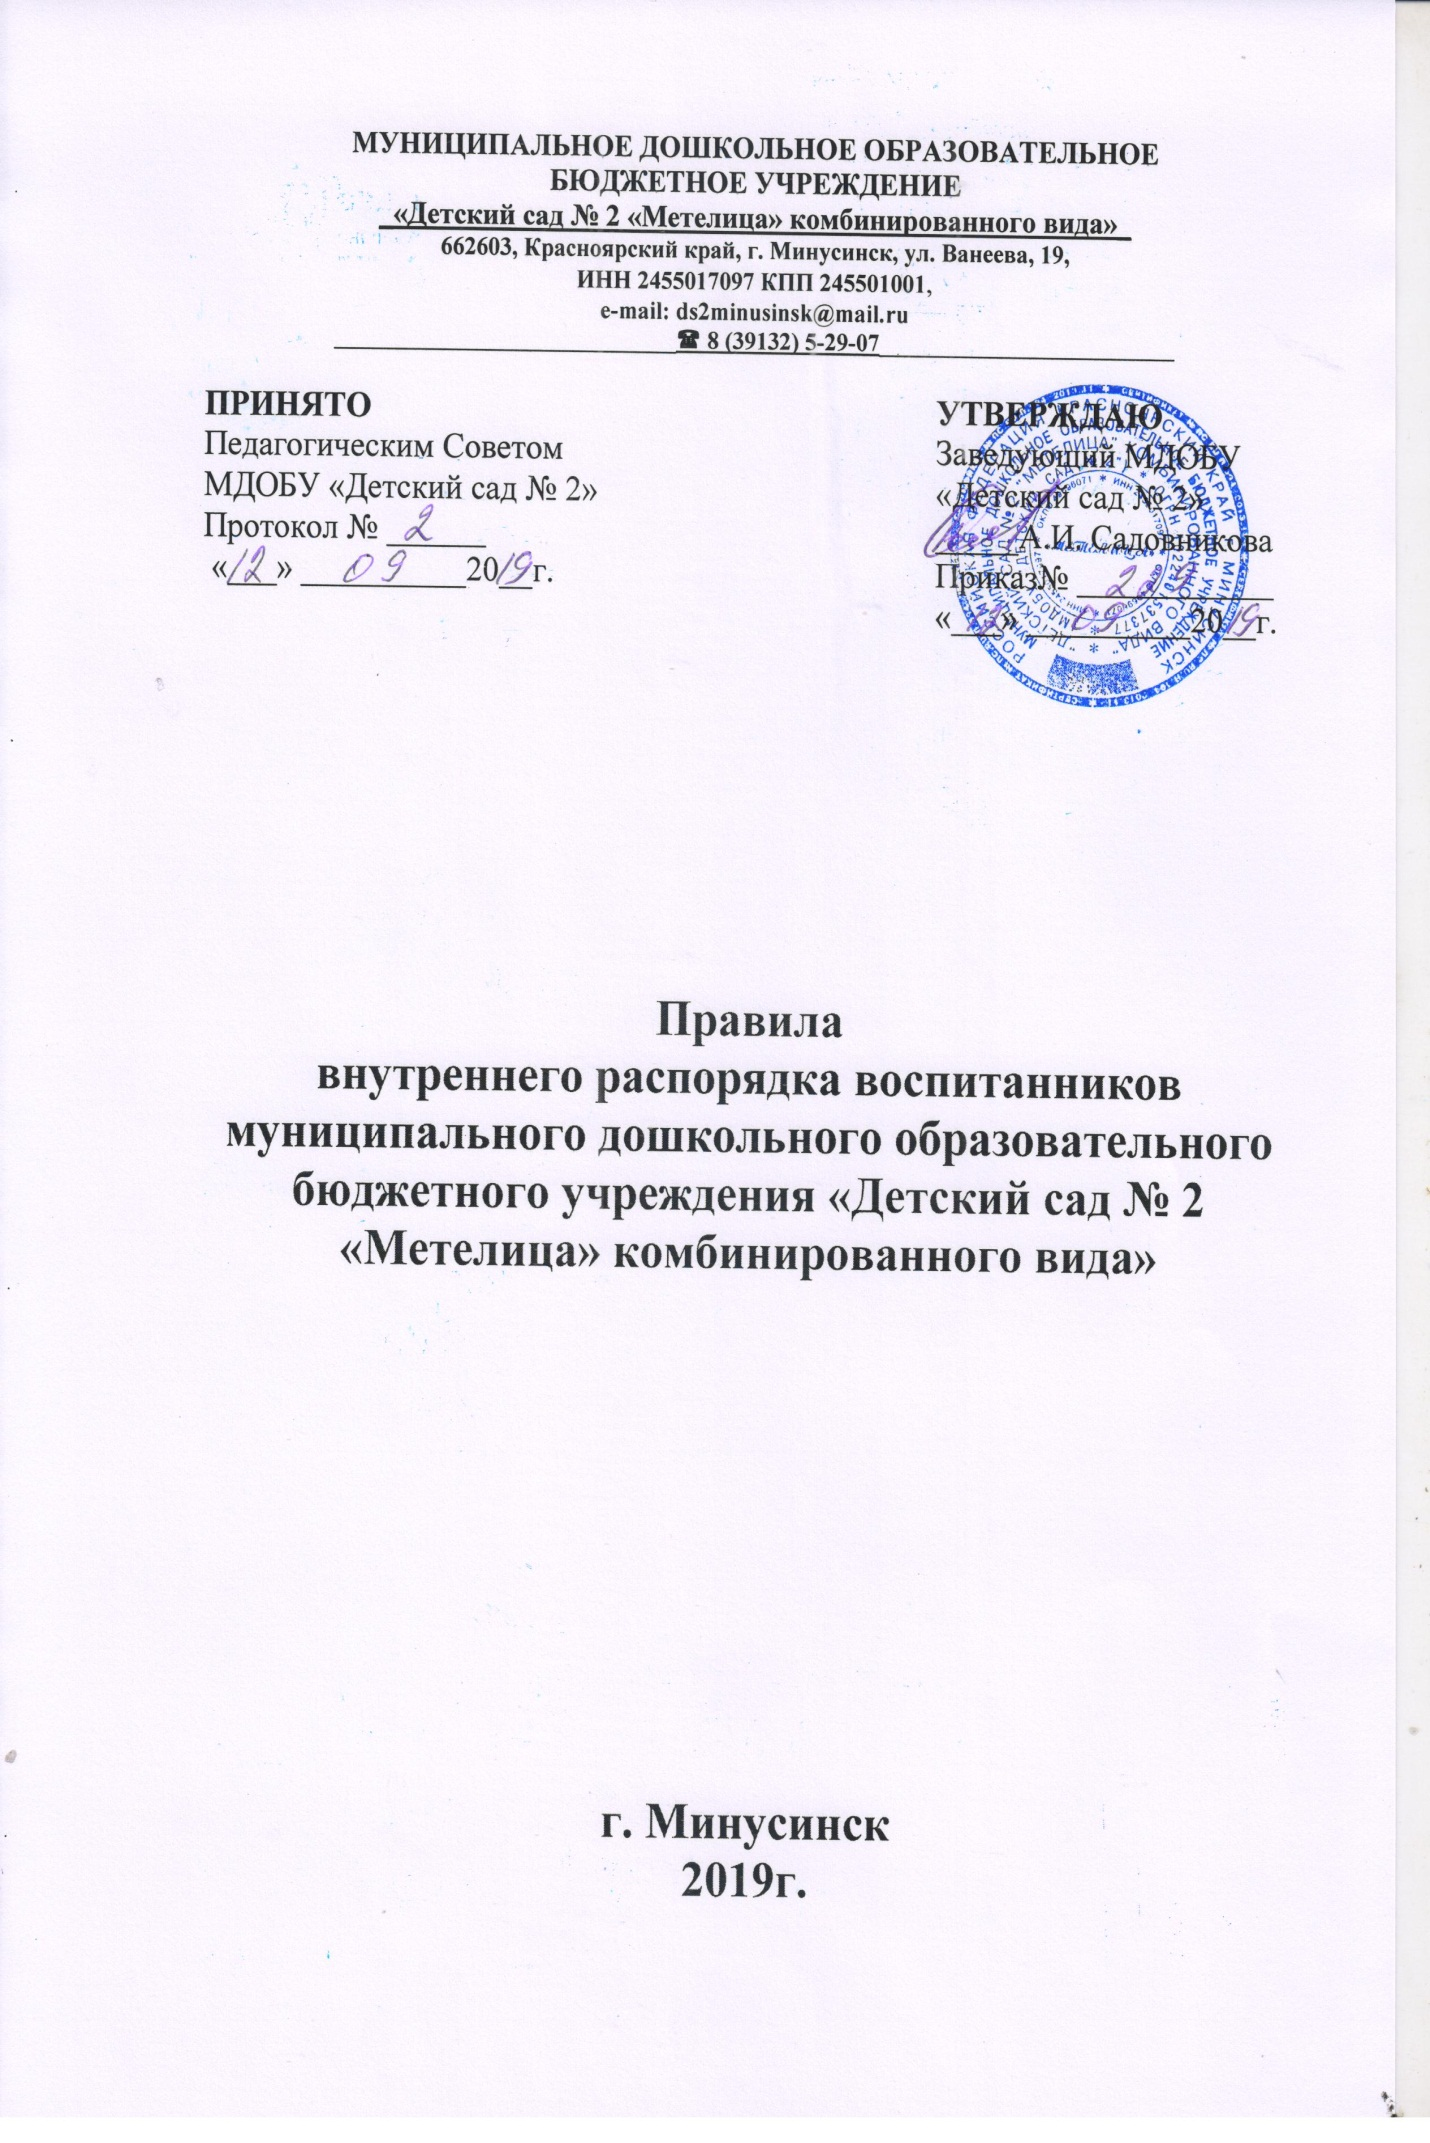 МУНИЦИПАЛЬНОЕ ДОШКОЛЬНОЕ ОБРАЗОВАТЕЛЬНОЕ
БЮДЖЕТНОЕ УЧРЕЖДЕНИЕ
«Детский сад № 2 «Метелица» комбинированного вида»
662603, Красноярский край, г. Минусинск, ул. Ванеева, 19,
ИНН 2455017097 КПП 245501001,
e-mail: ds2minusinsk@mail.ru
☎ 8 (39132) 5-29-07
ПРИНЯТО
Педагогическим Советом
МДОБУ «Детский сад № 2»
Протокол № 2
«12» 09 2019г.
УТВЕРЖДАЮ
Заведующий МДОБУ
«Детский сад № 2»
А.И. Садовникова
Приказ№
« » 09 2019г.
Правила
внутреннего распорядка воспитанников
муниципального дошкольного образовательного
бюджетного учреждения «Детский сад № 2
«Метелица» комбинированного вида»
г. Минусинск
2019г.